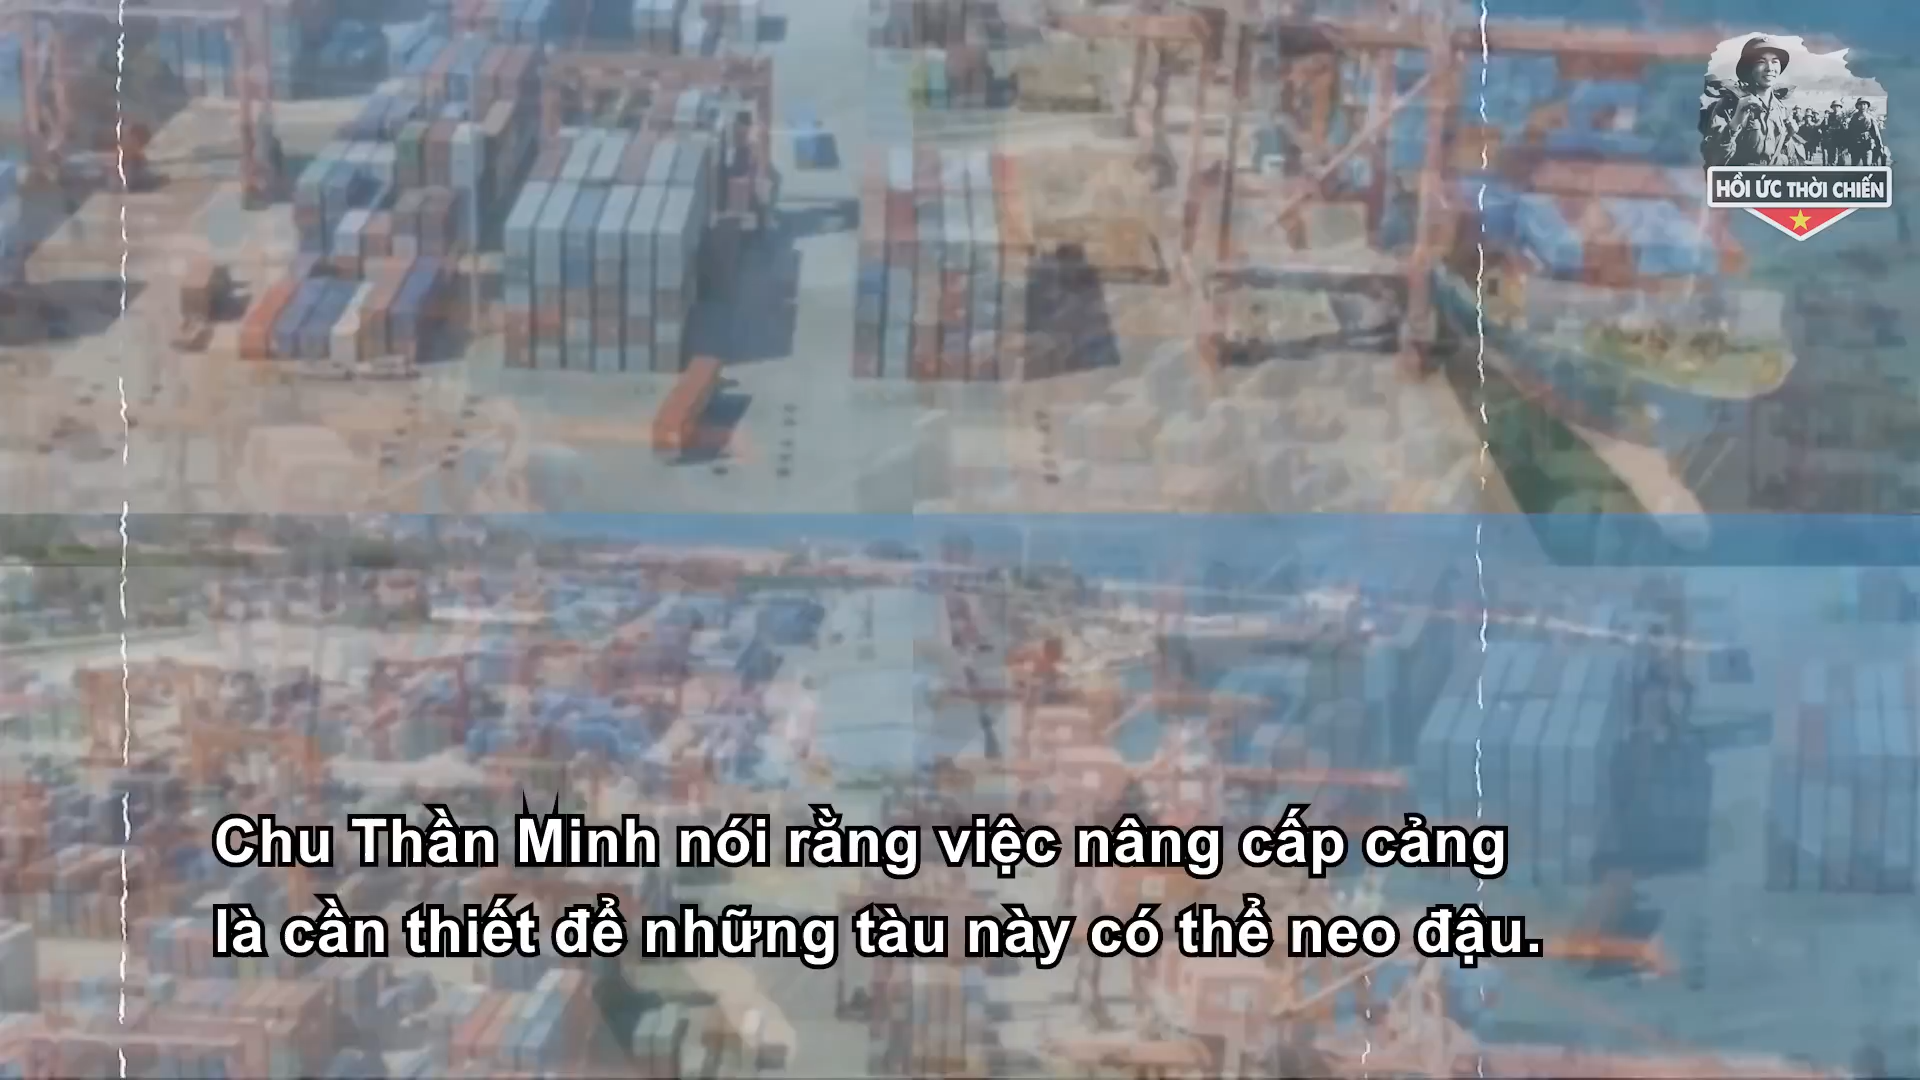 HỒI ỨC THỜI CHIẾN
Chu Thần Minh nói rằng việc nâng cấp cảng
là cần thiết để những tàu này có thể neo đậu.